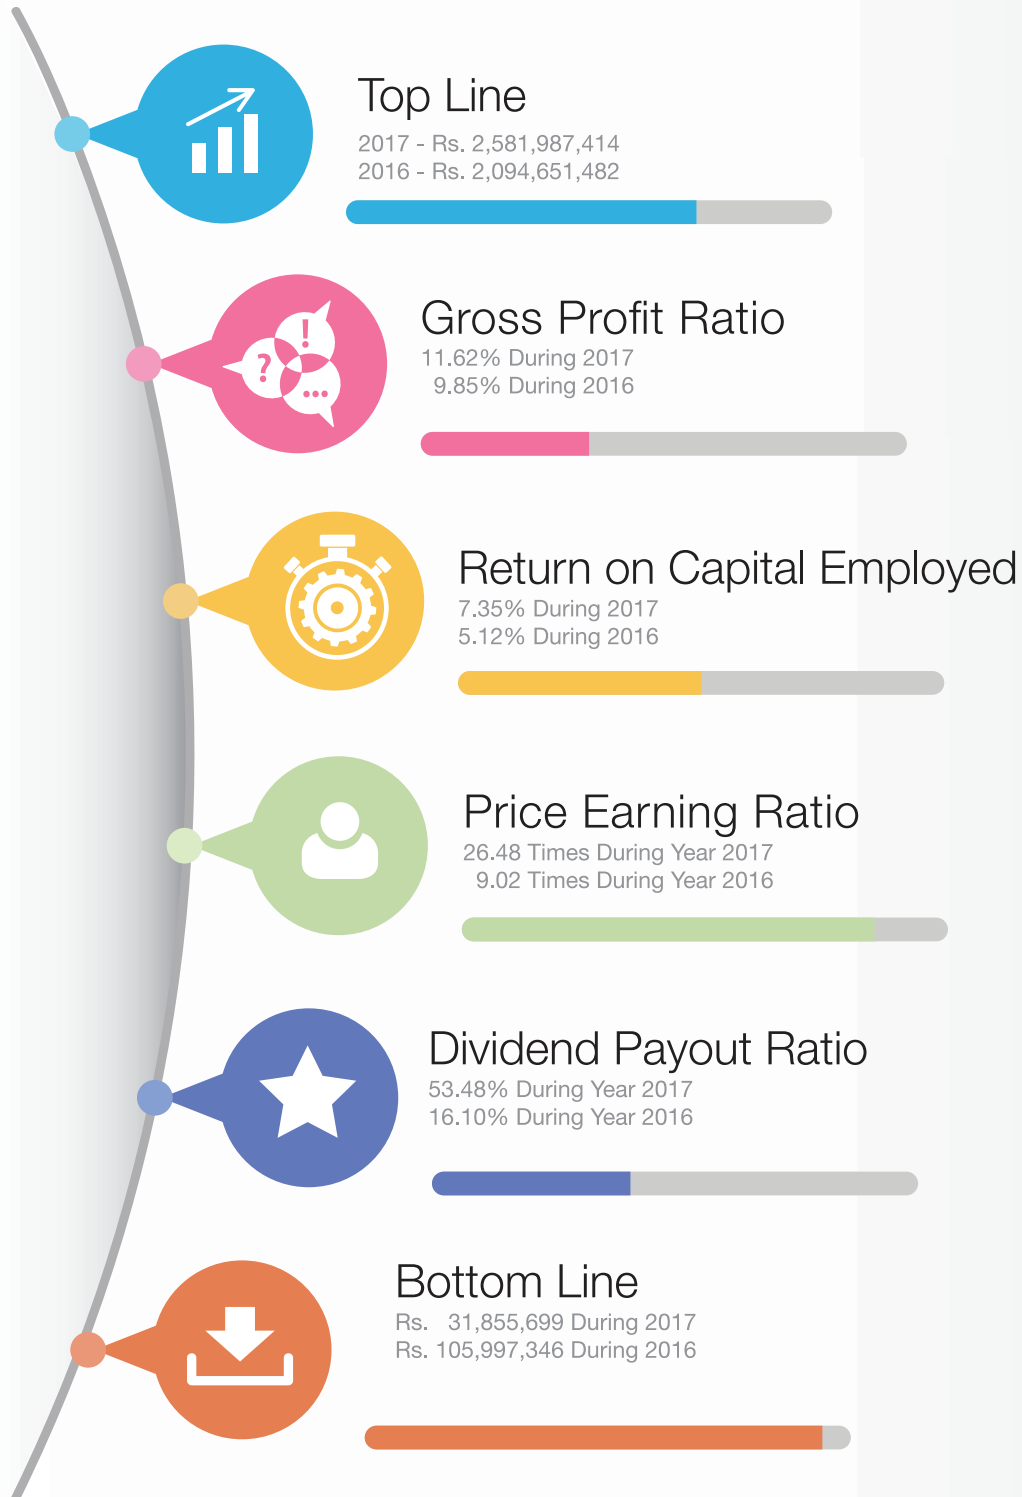 Top Line
2017 - Rs. 2,581,987,414
2016 - Rs. 2,094,651,482
! ? ...
Gross Profit Ratio
11.62% During 2017
9.85% During 2016
Return on Capital Employed
7.35% During 2017
5.12% During 2016
Price Earning Ratio
26.48 Times During Year 2017
9.02 Times During Year 2016
Dividend Payout Ratio
53.48% During Year 2017
16.10% During Year 2016
Bottom Line
Rs. 31,855,699 During 2017
Rs. 105,997,346 During 2016